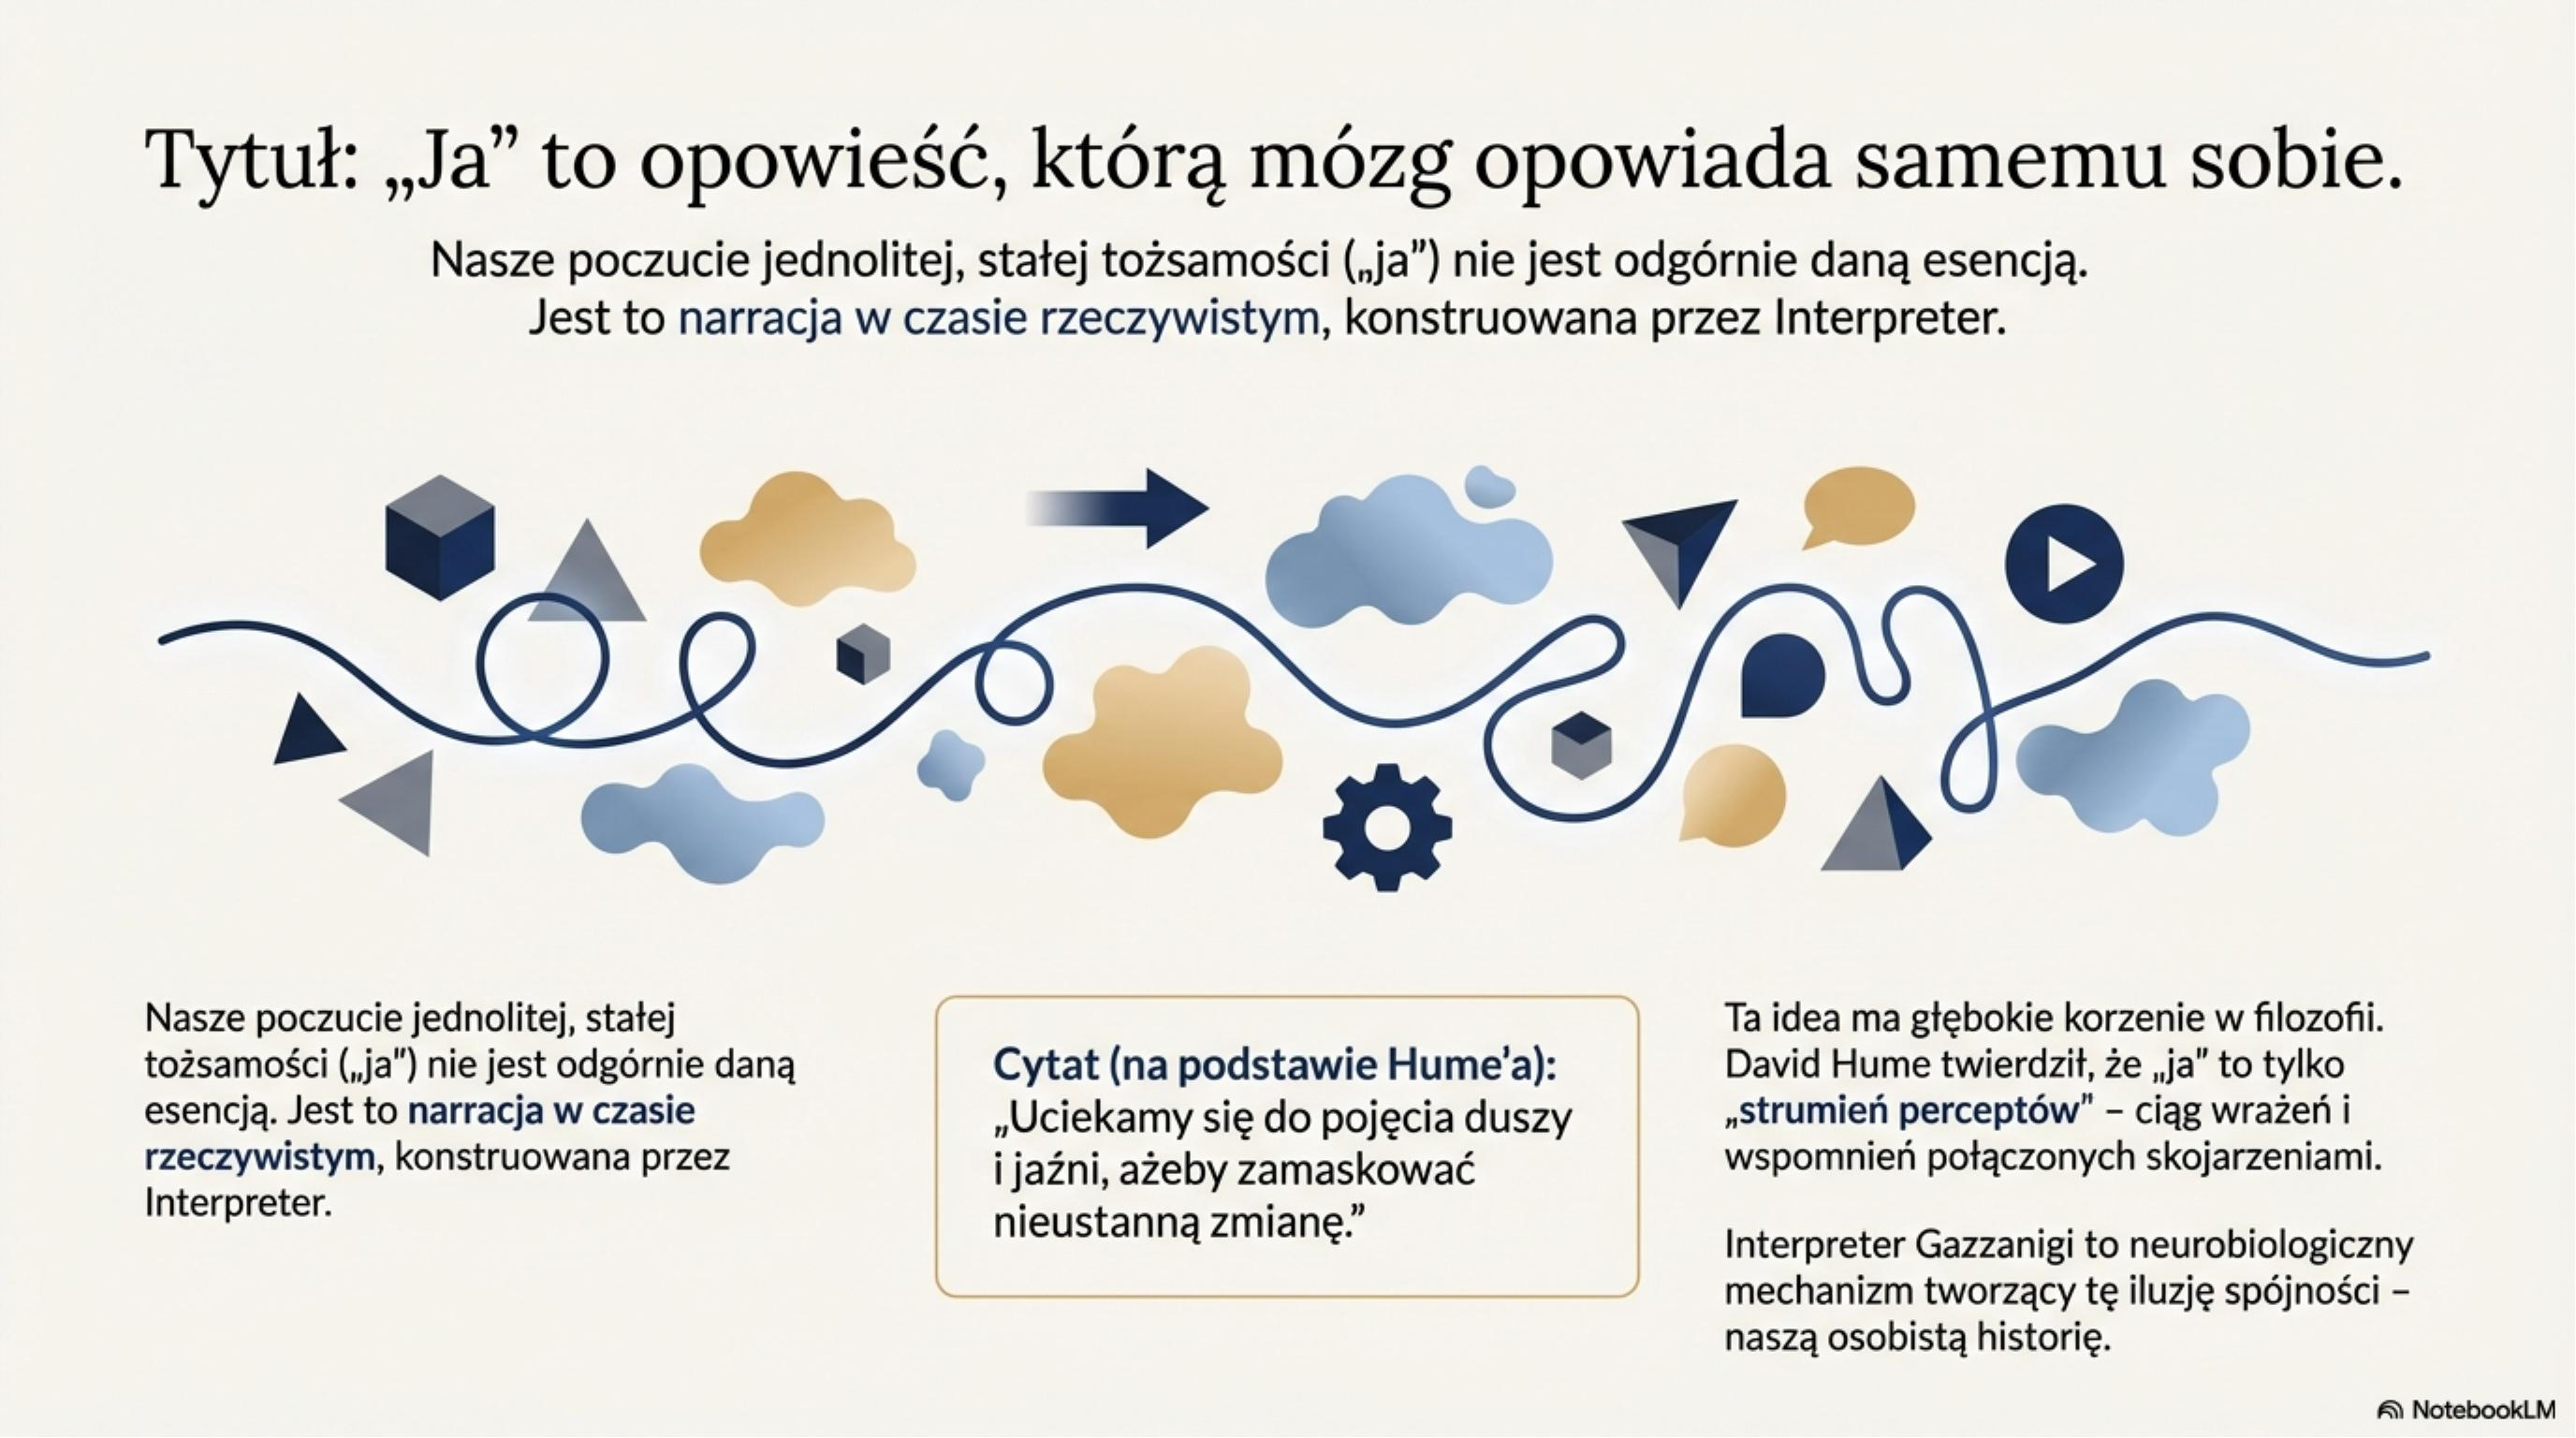 Tytuł: „Ja” to opowieść, którą mózg opowiada samemu sobie.
Nasze poczucie jednolitej, stałej tożsamości („ja”) nie jest odgórnie daną esencją.
Jest to narracja w czasie rzeczywistym, konstruowana przez Interpreter.
Nasze poczucie jednolitej, stałej
tożsamości („ja”) nie jest odgórnie daną
esencją. Jest to narracja w czasie
rzeczywistym, konstruowana przez
Interpreter.
Cytat (na podstawie Hume’a):
„Uciekamy się do pojęcia duszy
i jaźni, ażeby zamaskować
nieustanną zmianę.”
Ta idea ma głębokie korzenie w filozofii.
David Hume twierdził, że „ja” to tylko
„strumień perceptów” – ciąg wrażeń i
wspomnień połączonych skojarzeniami.
Interpreter Gazzanigi to neurobiologiczny
mechanizm tworzący tę iluzję spójności –
naszą osobistą historię.
NotebookLM